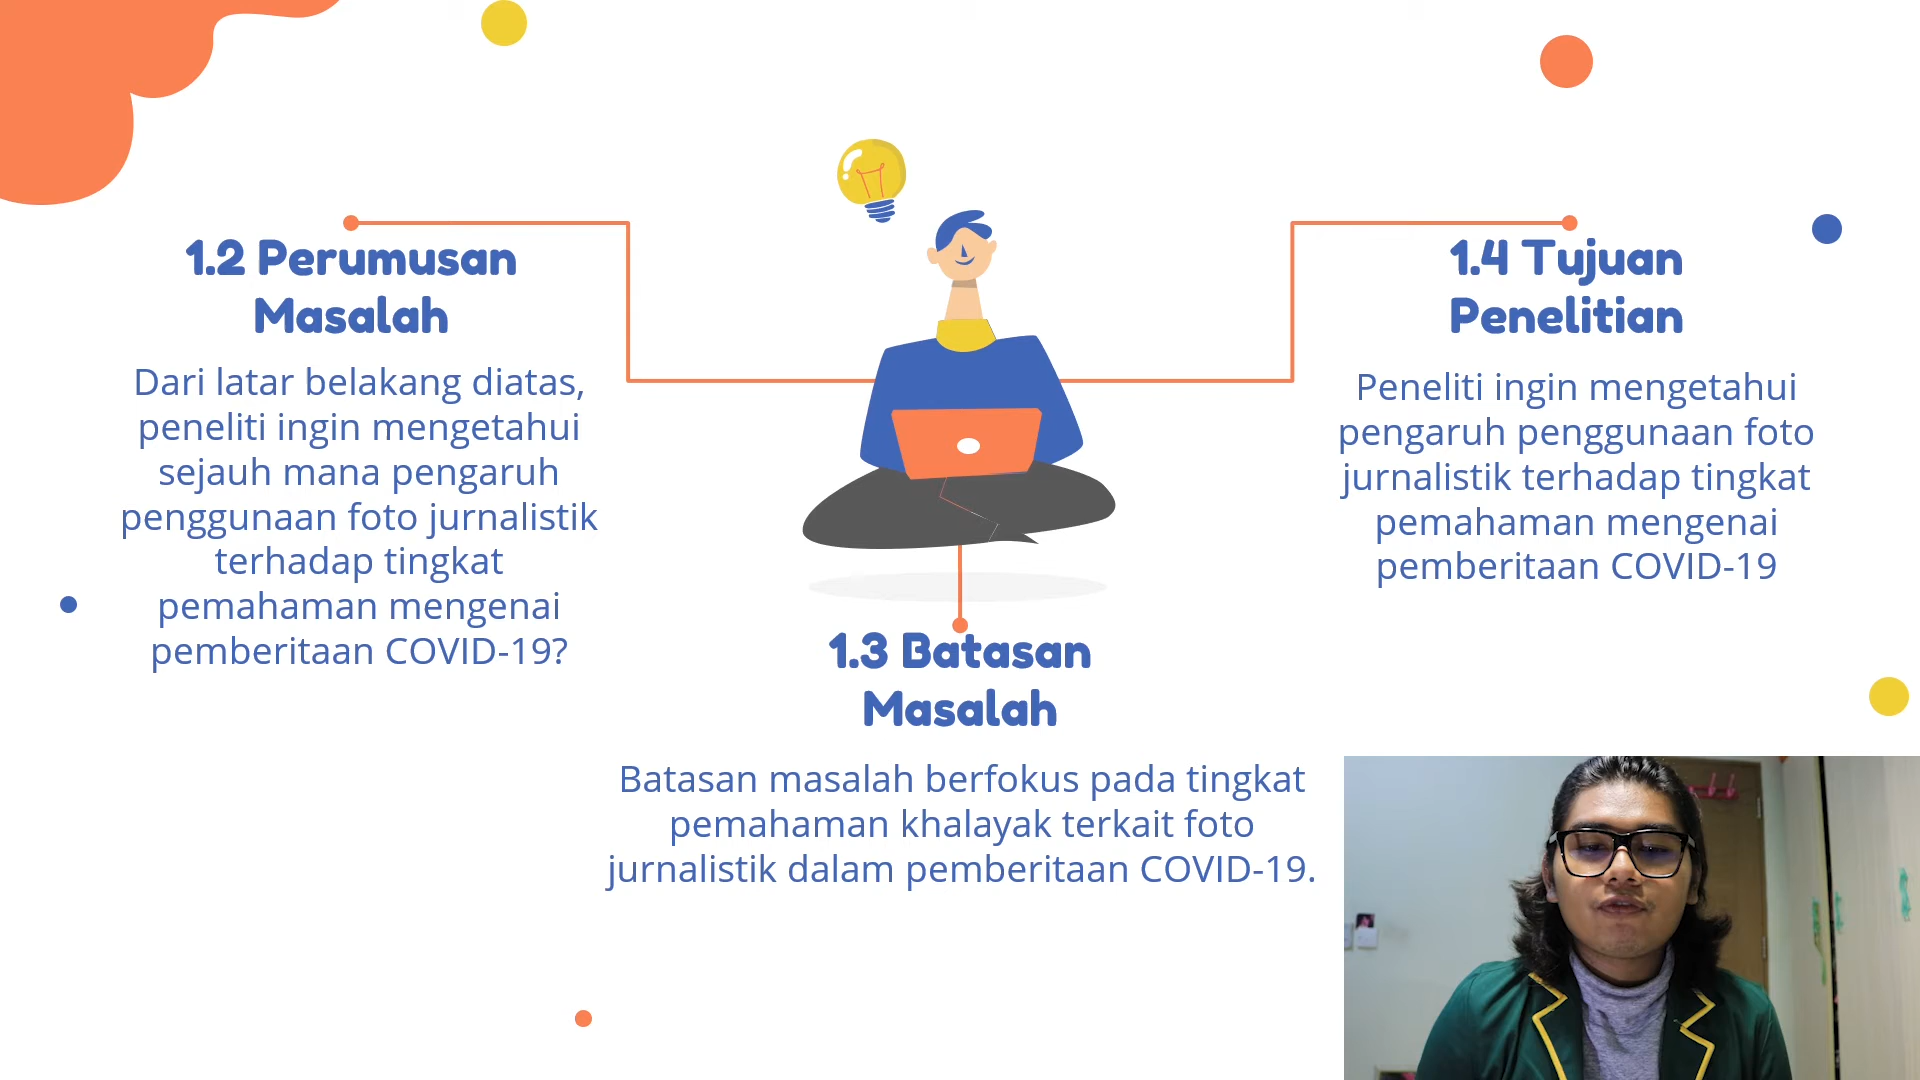 1.2 Perumusan
Masalah
Dari latar belakang diatas,
peneliti ingin mengetahui
sejauh mana pengaruh
penggunaan foto jurnalistik
terhadap tingkat
pemahaman mengenai
pemberitaan COVID-19?
1.3 Batasan
Masalah
Batasan masalah berfokus pada tingkat
pemahaman khalayak terkait foto
jurnalistik dalam pemberitaan COVID-19.
1.4 Tujuan
Penelitian
Peneliti ingin mengetahui
pengaruh penggunaan foto
jurnalistik terhadap tingkat
pemahaman mengenai
pemberitaan COVID-19